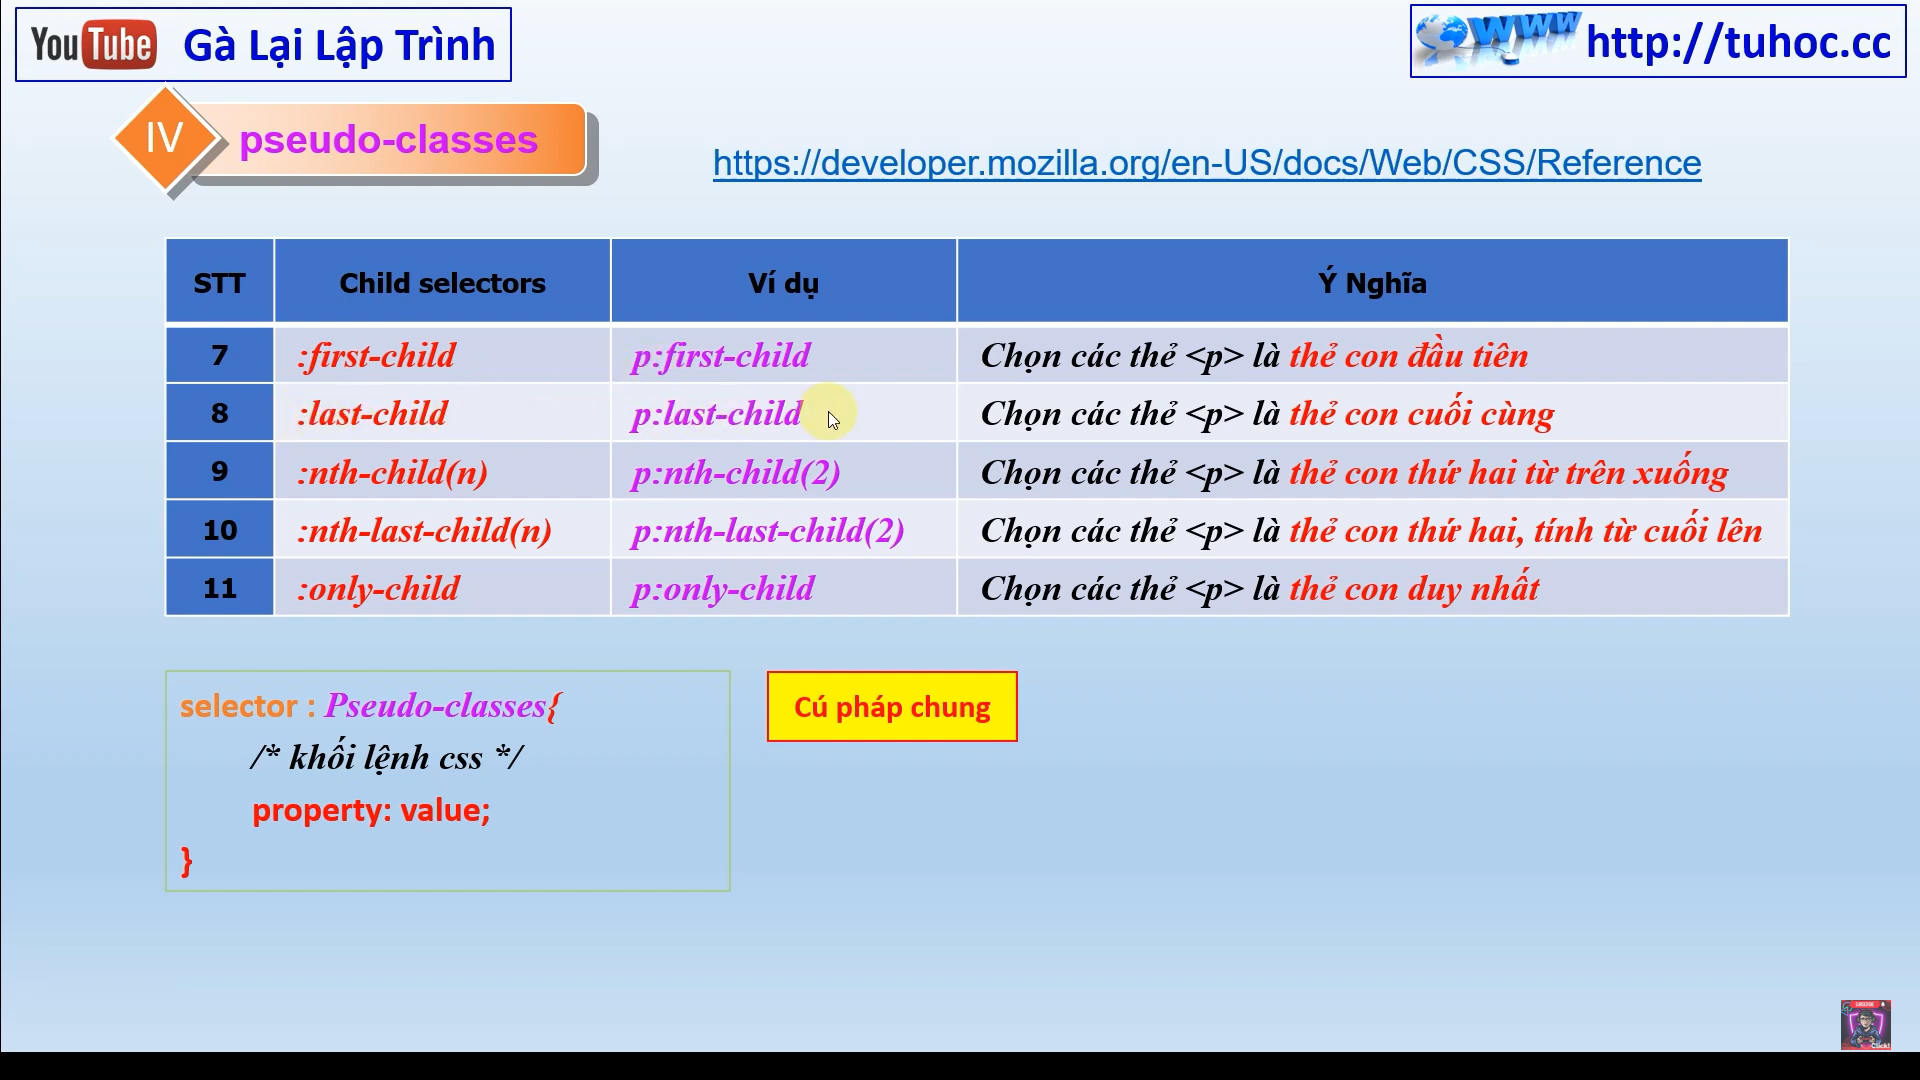 YouTube Gà Lại Lập Trình
WWW http://tuhoc.cc
IV pseudo-classes
https://developer.mozilla.org/en-US/docs/Web/CSS/Reference
STT Child selectors Ví dụ Ý Nghĩa
7 :first-child p:first-child Chọn các thẻ <p> là thẻ con đầu tiên
8 :last-child p:last-child Chọn các thẻ <p> là thẻ con cuối cùng
9 :nth-child(n) p:nth-child(2) Chọn các thẻ <p> là thẻ con thứ hai từ trên xuống
10 :nth-last-child(n) p:nth-last-child(2) Chọn các thẻ <p> là thẻ con thứ hai, tính từ cuối lên
11 :only-child p:only-child Chọn các thẻ <p> là thẻ con duy nhất
selector : Pseudo-classes{
/* khối lệnh css */
property: value;
}
Cú pháp chung